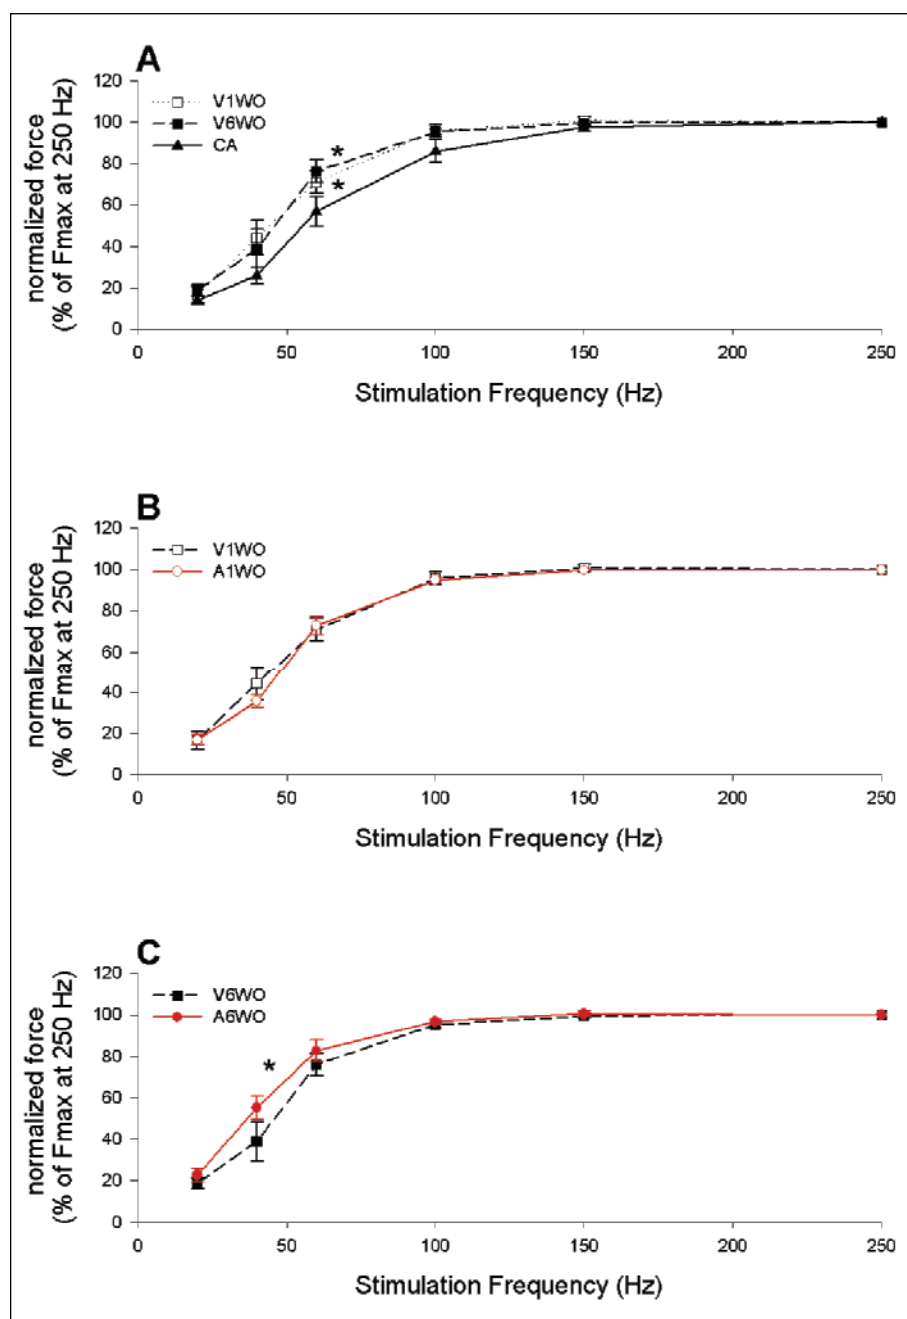 A
normalized force
(% of Fmax at 250 Hz)
120
100
80
60
40
20
0
V1WO
V6WO
CA
*
*
0 50 100 150 200 250
Stimulation Frequency (Hz)
B
normalized force
(% of Fmax at 250 Hz)
120
100
80
60
40
20
0
V1WO
A1WO
0 50 100 150 200 250
Stimulation Frequency (Hz)
C
normalized force
(% of Fmax at 250 Hz)
120
100
80
60
40
20
0
V6WO
A6WO
*
0 50 100 150 200 250
Stimulation Frequency (Hz)